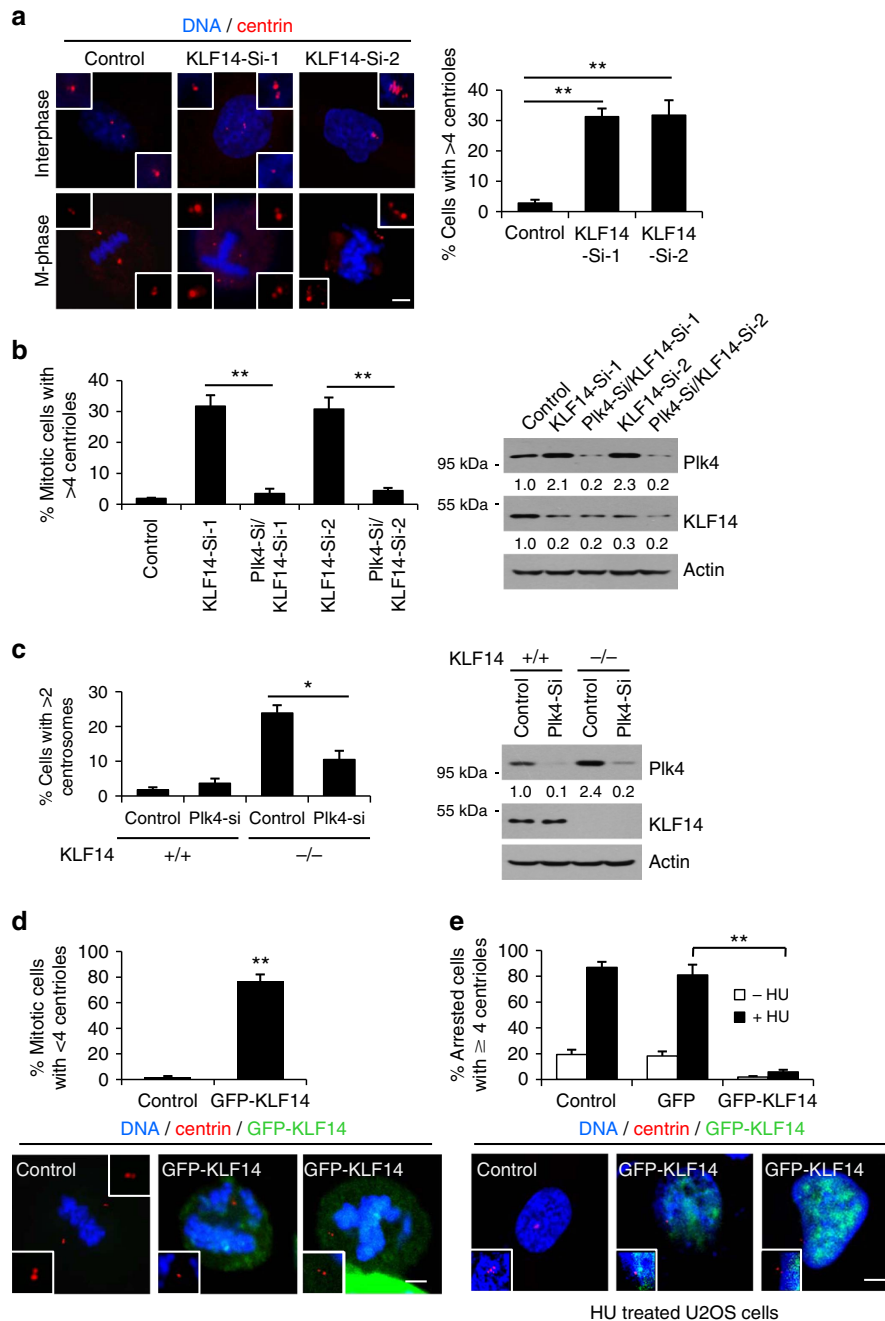 a
DNA / centrin
Control KLF14-Si-1 KLF14-Si-2
Interphase
M-phase
% Cells with >4 centrioles
50
40
30
20
10
0
**
**
Control KLF14 KLF14
-Si-1 -Si-2
b
% Mitotic cells with
>4 centrioles
40
30
20
10
0
** **
Control
KLF14-Si-1
Plk4-Si/
KLF14-Si-1
KLF14-Si-2
Plk4-Si/
KLF14-Si-2
Control
KLF14-Si-1
Plk4-Si/KLF14-Si-1
KLF14-Si-2
Plk4-Si/KLF14-Si-2
95 kDa - Plk4
1.0 2.1 0.2 2.3 0.2
55 kDa - KLF14
1.0 0.2 0.2 0.3 0.2
Actin
c
% Cells with >2
centrosomes
30
20
10
0
*
Control Plk4-si Control Plk4-si
KLF14 +/+ –/–
KLF14 +/+ –/–
Control
Plk4-Si
Control
Plk4-Si
95 kDa - Plk4
1.0 0.1 2.4 0.2
55 kDa - KLF14
Actin
d
% Mitotic cells
with <4 centrioles
100
80
60
40
20
0
**
Control GFP-KLF14
DNA / centrin / GFP-KLF14
Control GFP-KLF14 GFP-KLF14
e
% Arrested cells
with ≥ 4 centrioles
100
80
60
40
20
0
**
– HU
+ HU
Control GFP GFP-KLF14
DNA / centrin / GFP-KLF14
Control GFP-KLF14 GFP-KLF14
HU treated U2OS cells